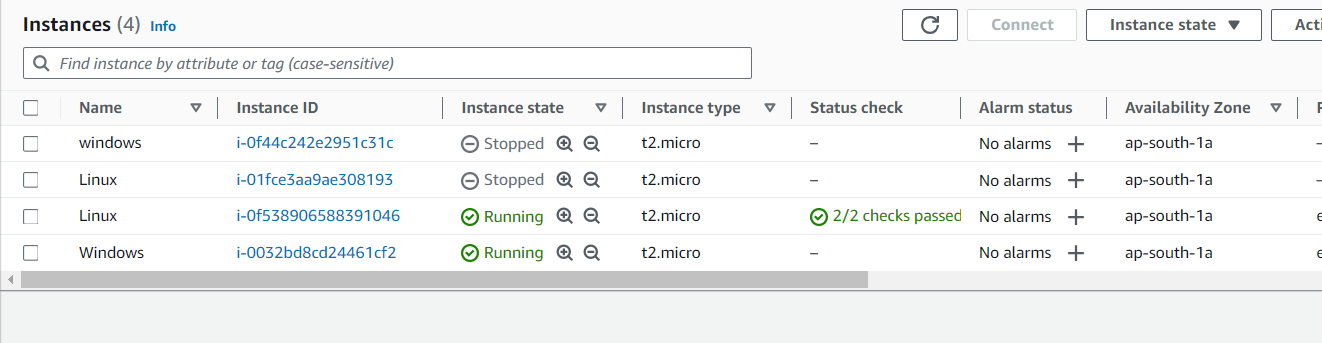 Instances (4) Info
Connect
Instance state
Find instance by attribute or tag (case-sensitive)
Name Instance ID Instance state Instance type Status check Alarm status Availability Zone
windows i-0f44c242e2951c31c Stopped t2.micro – No alarms + ap-south-1a
Linux i-01fce3aa9ae308193 Stopped t2.micro – No alarms + ap-south-1a
Linux i-0f538906588391046 Running t2.micro 2/2 checks passed No alarms + ap-south-1a
Windows i-0032bd8cd24461cf2 Running t2.micro – No alarms + ap-south-1a